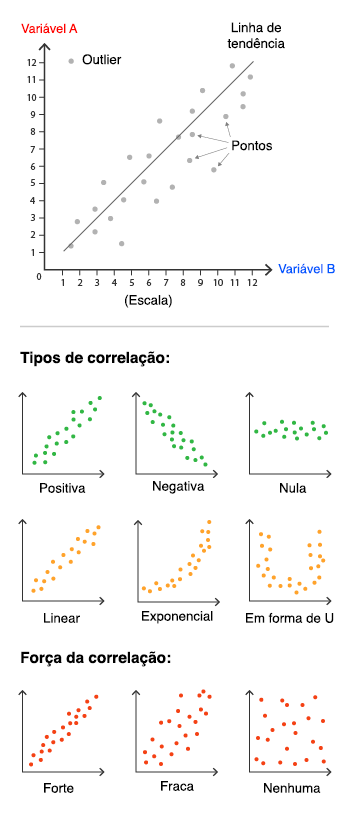 Variável A
Linha de
tendência
Outlier
12
11
10
9
8
7
6
5
4
3
2
1
0
Pontos
1 2 3 4 5 6 7 8 9 10 11 12
Variável B
(Escala)
Tipos de correlação:
Positiva
Negativa
Nula
Linear
Exponencial
Em forma de U
Força da correlação:
Forte
Fraca
Nenhuma